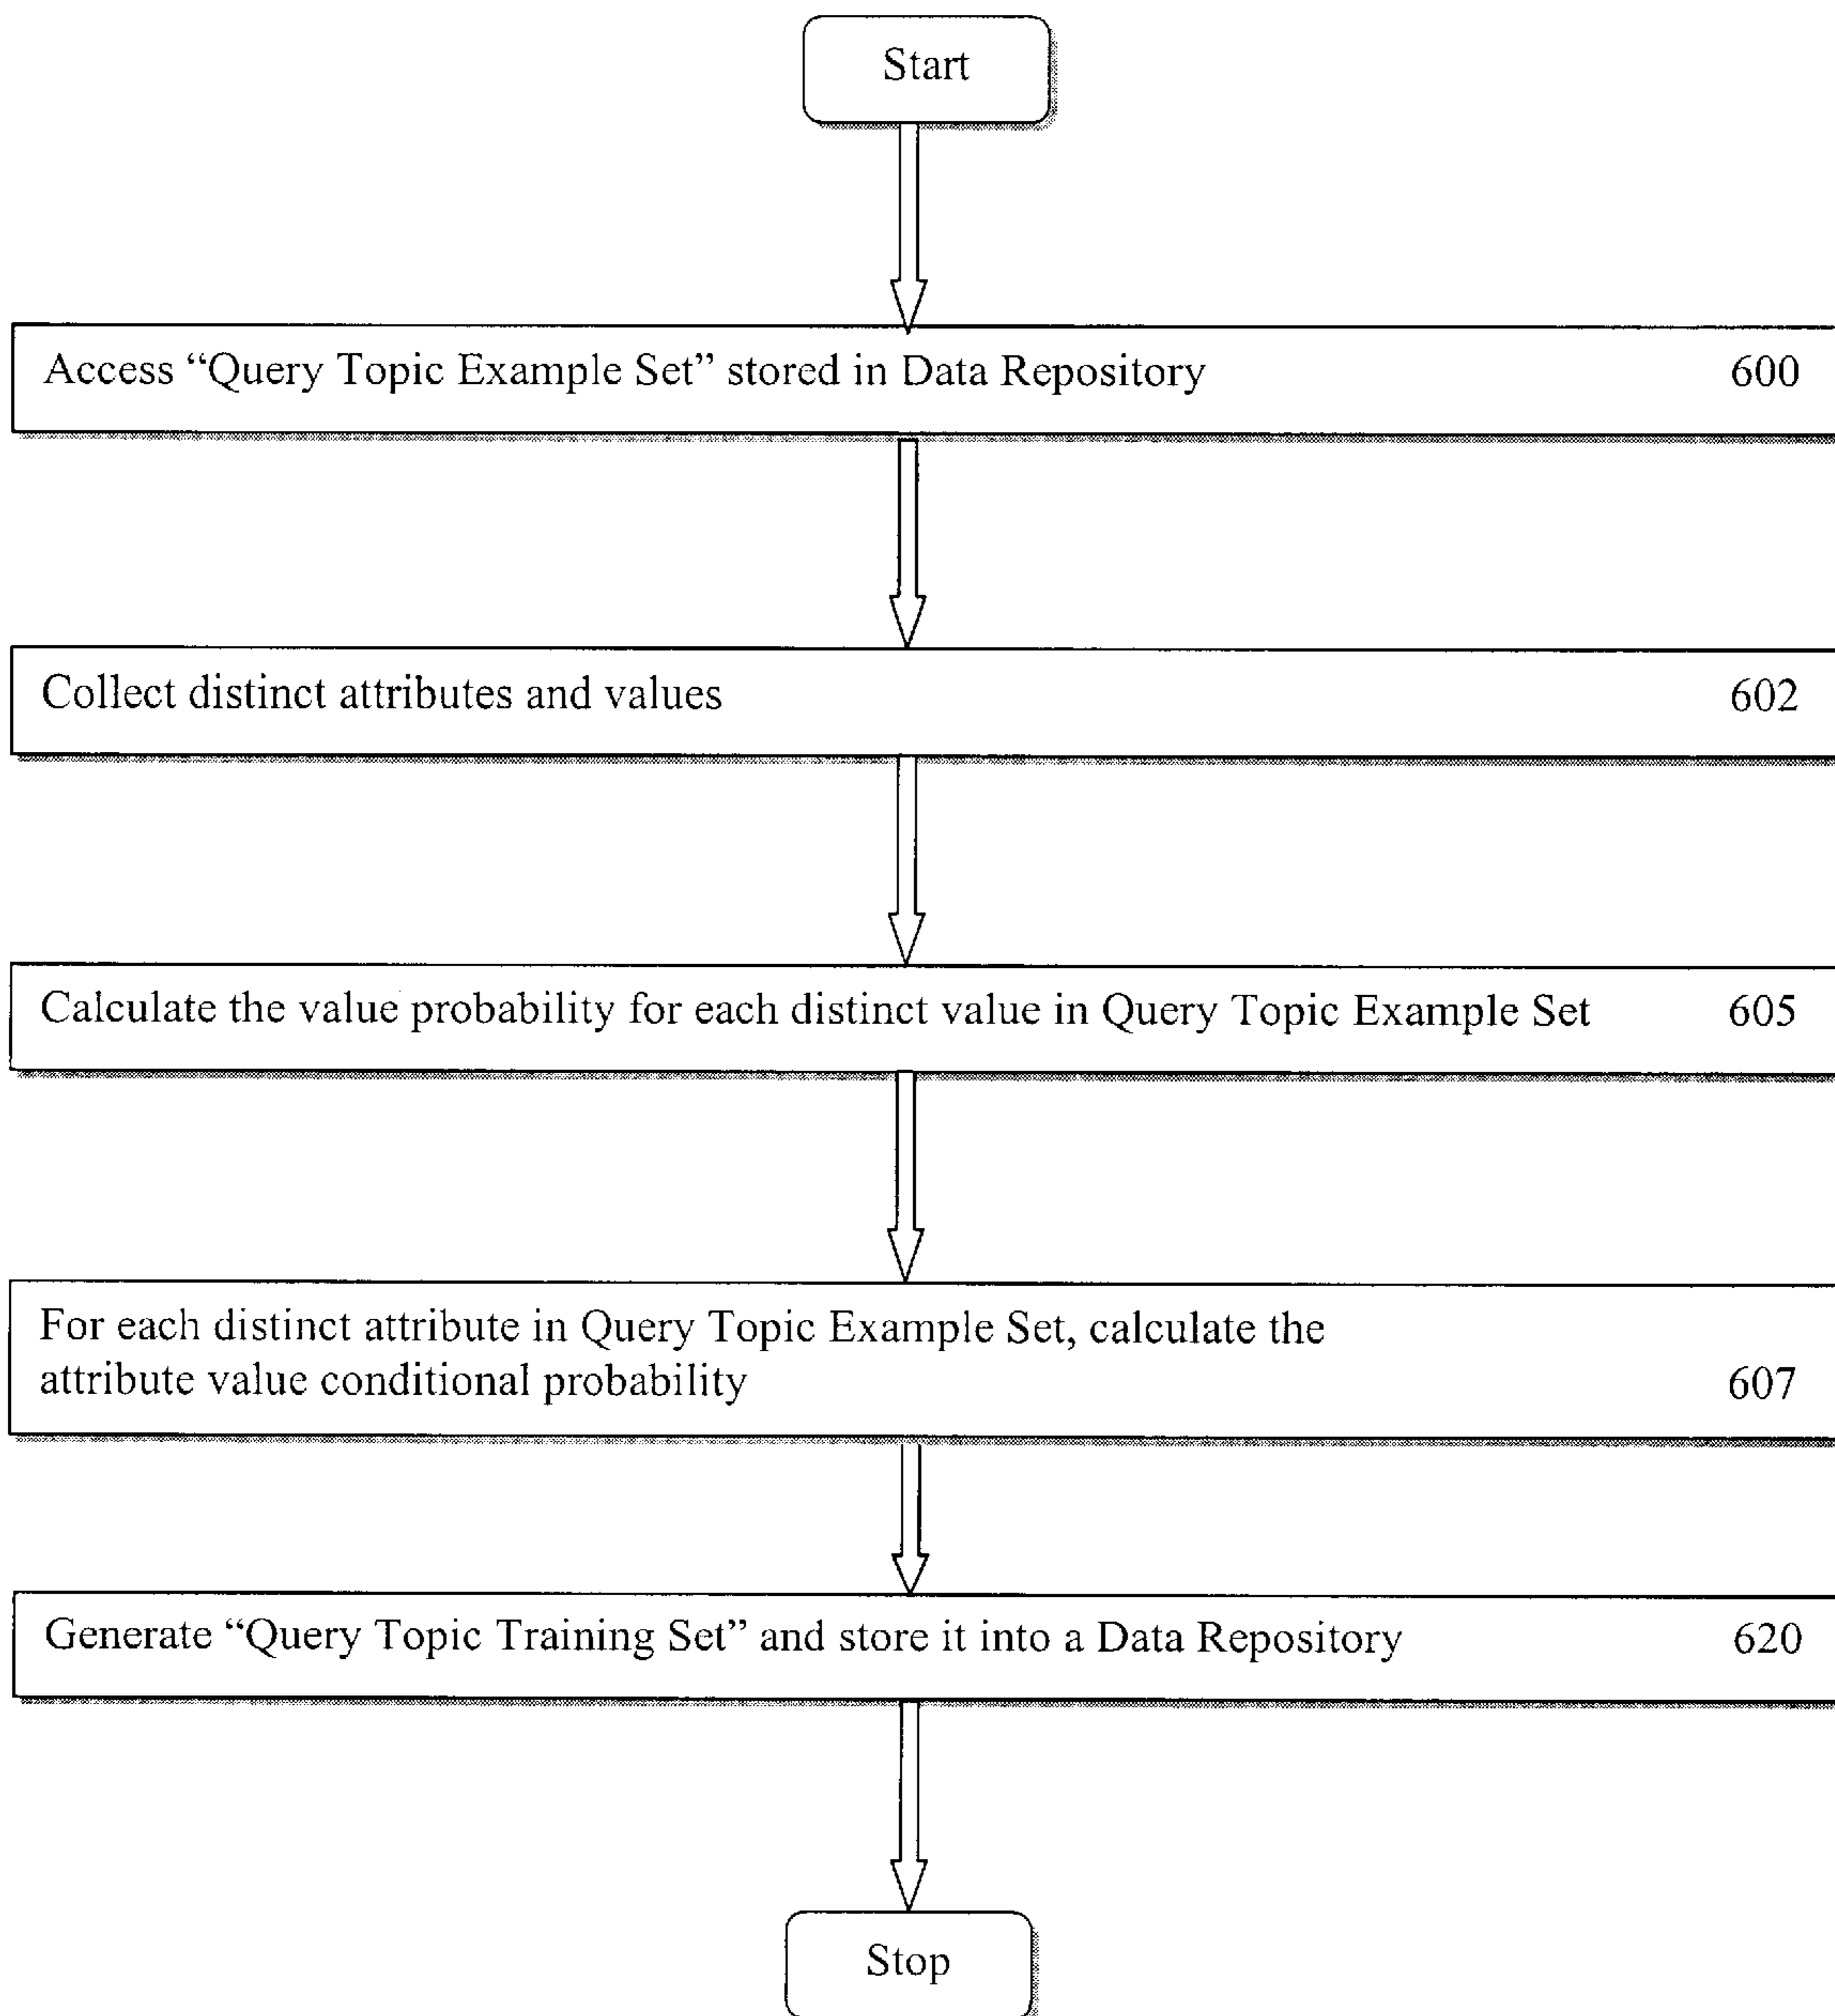 Start
Access “Query Topic Example Set” stored in Data Repository 600
Collect distinct attributes and values 602
Calculate the value probability for each distinct value in Query Topic Example Set 605
For each distinct attribute in Query Topic Example Set, calculate the
attribute value conditional probability 607
Generate “Query Topic Training Set” and store it into a Data Repository 620
Stop